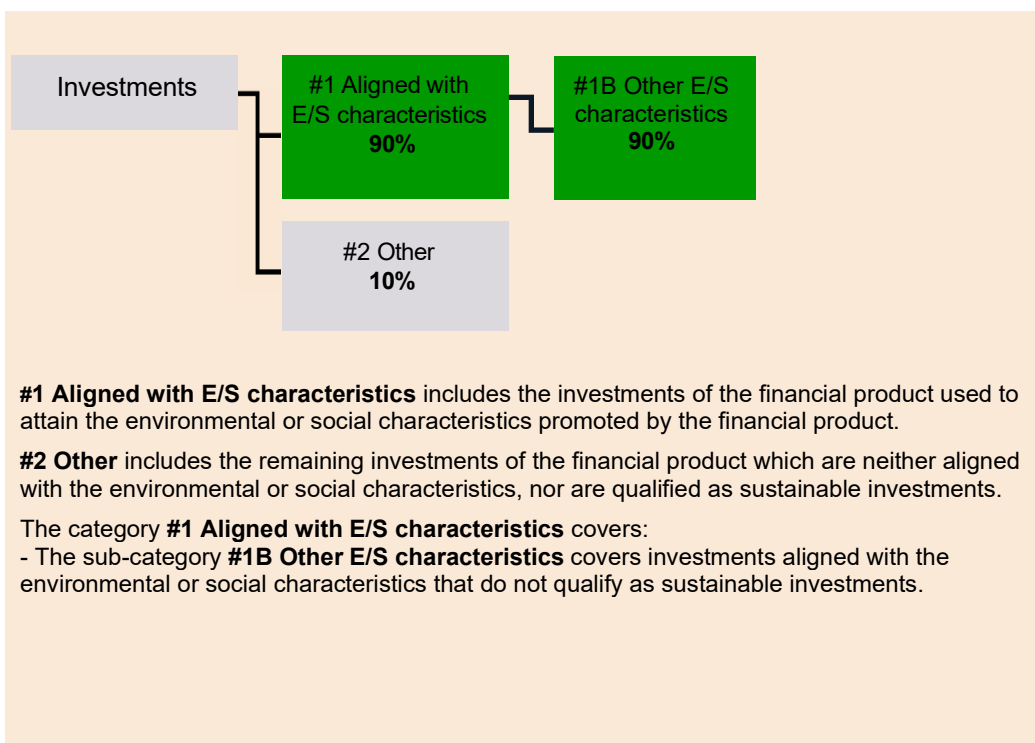 Investments
#1 Aligned with
E/S characteristics
90%
#1B Other E/S
characteristics
90%
#2 Other
10%
#1 Aligned with E/S characteristics includes the investments of the financial product used to
attain the environmental or social characteristics promoted by the financial product.
#2 Other includes the remaining investments of the financial product which are neither aligned
with the environmental or social characteristics, nor are qualified as sustainable investments.
The category #1 Aligned with E/S characteristics covers:
- The sub-category #1B Other E/S characteristics covers investments aligned with the
environmental or social characteristics that do not qualify as sustainable investments.